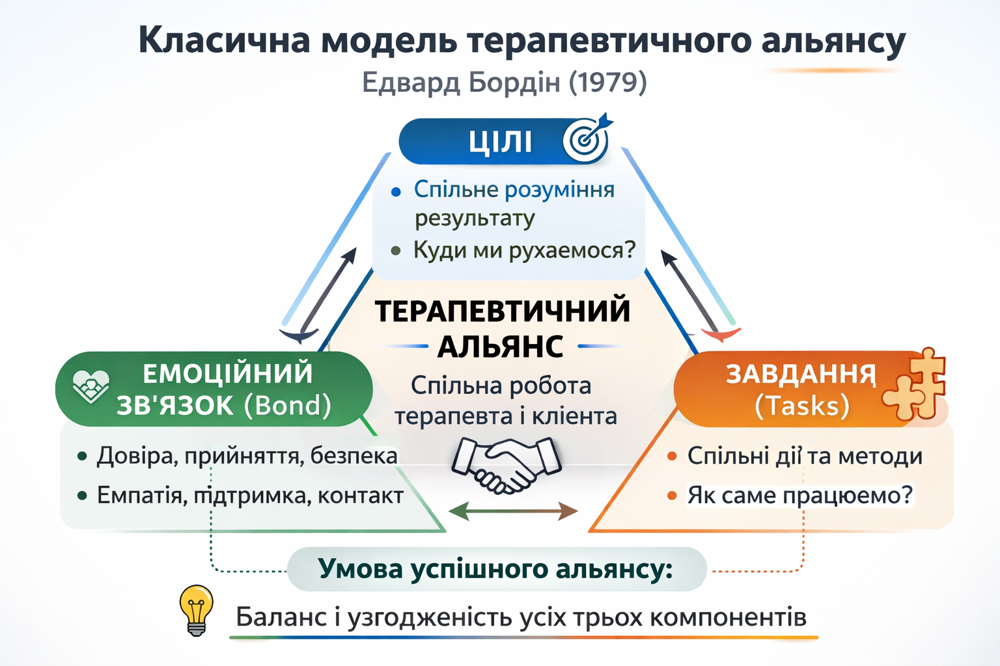 Класична модель терапевтичного альянсу
Едвард Бордін (1979)
ЦІЛІ
• Спільне розуміння
результату
• Куди ми рухаємося?
ТЕРАПЕВТИЧНИЙ
АЛЬЯНС
Спільна робота
терапевта і кліента
ЕМОЦІЙНИЙ
ЗВ'ЯЗОК (Bond)
• Довіра, прийняття, безпека
• Емпатія, підтримка, контакт
ЗАВДАННЯ
(Tasks)
• Спільні дії та методи
• Як саме працюемо?
Умова успішного альянсу:
Баланс і узгодженість усіх трьох компонентів